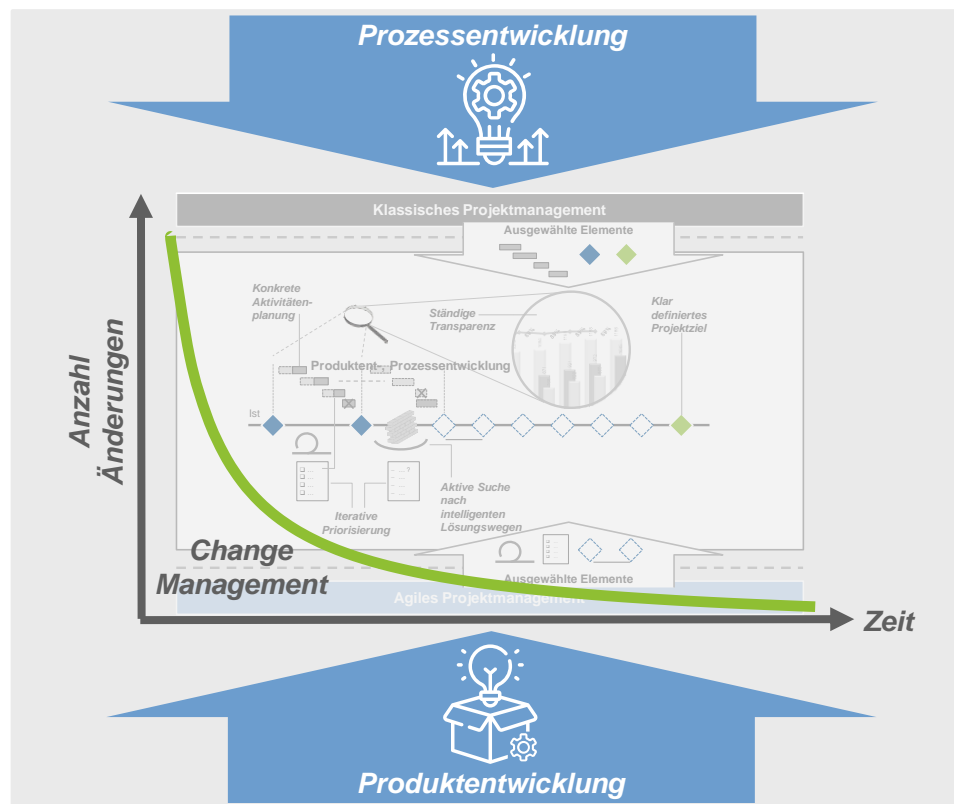 Prozessentwicklung
Klassisches Projektmanagement
Ausgewählte Elemente
Konkrete
Aktivitäten-
planung
Ständige
Transparenz
Klar
definiertes
Projektziel
Produktent- Prozessentwicklung
Ist
Anzahl
Änderungen
Iterative
Priorisierung
Aktive Suche
nach
intelligenten
Lösungswegen
Change
Management
Ausgewählte Elemente
Agiles Projektmanagement
Zeit
Produktentwicklung